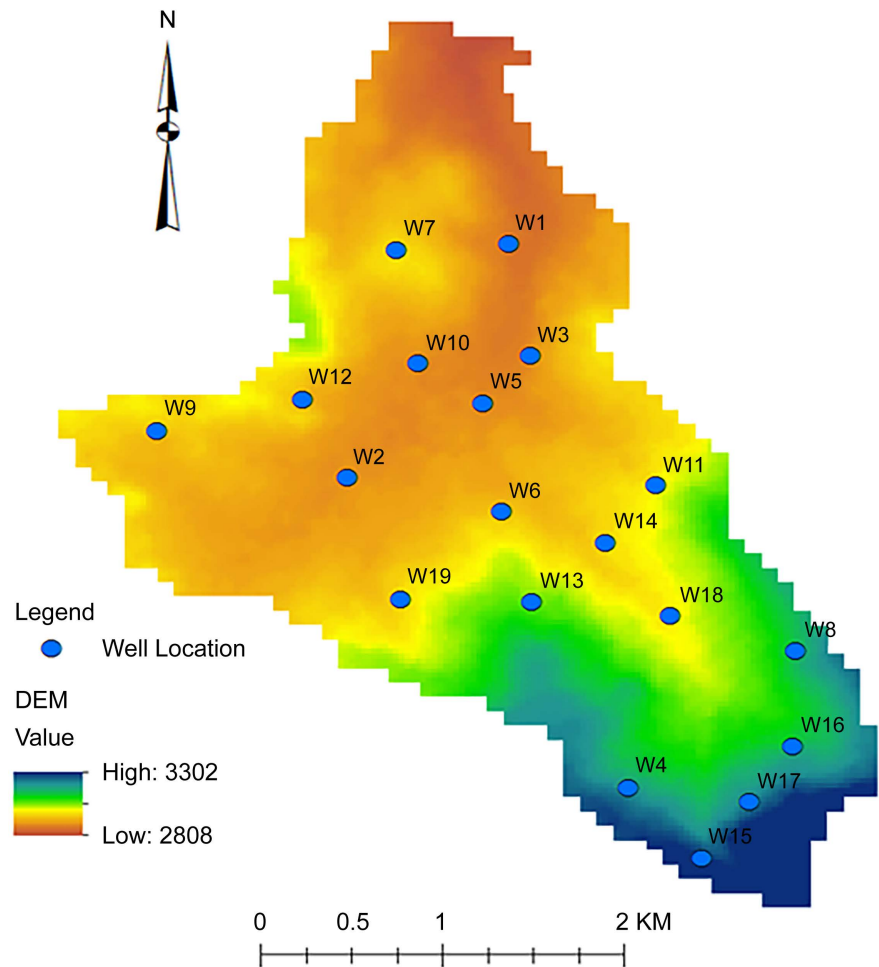 N
W7
W1
W10
W3
W12
W5
W9
W2
W11
W6
W14
W19
W13
W18
Legend
Well Location
W8
DEM
Value
W16
High: 3302
W4
W17
Low: 2808
W15
0 0.5 1 2 KM